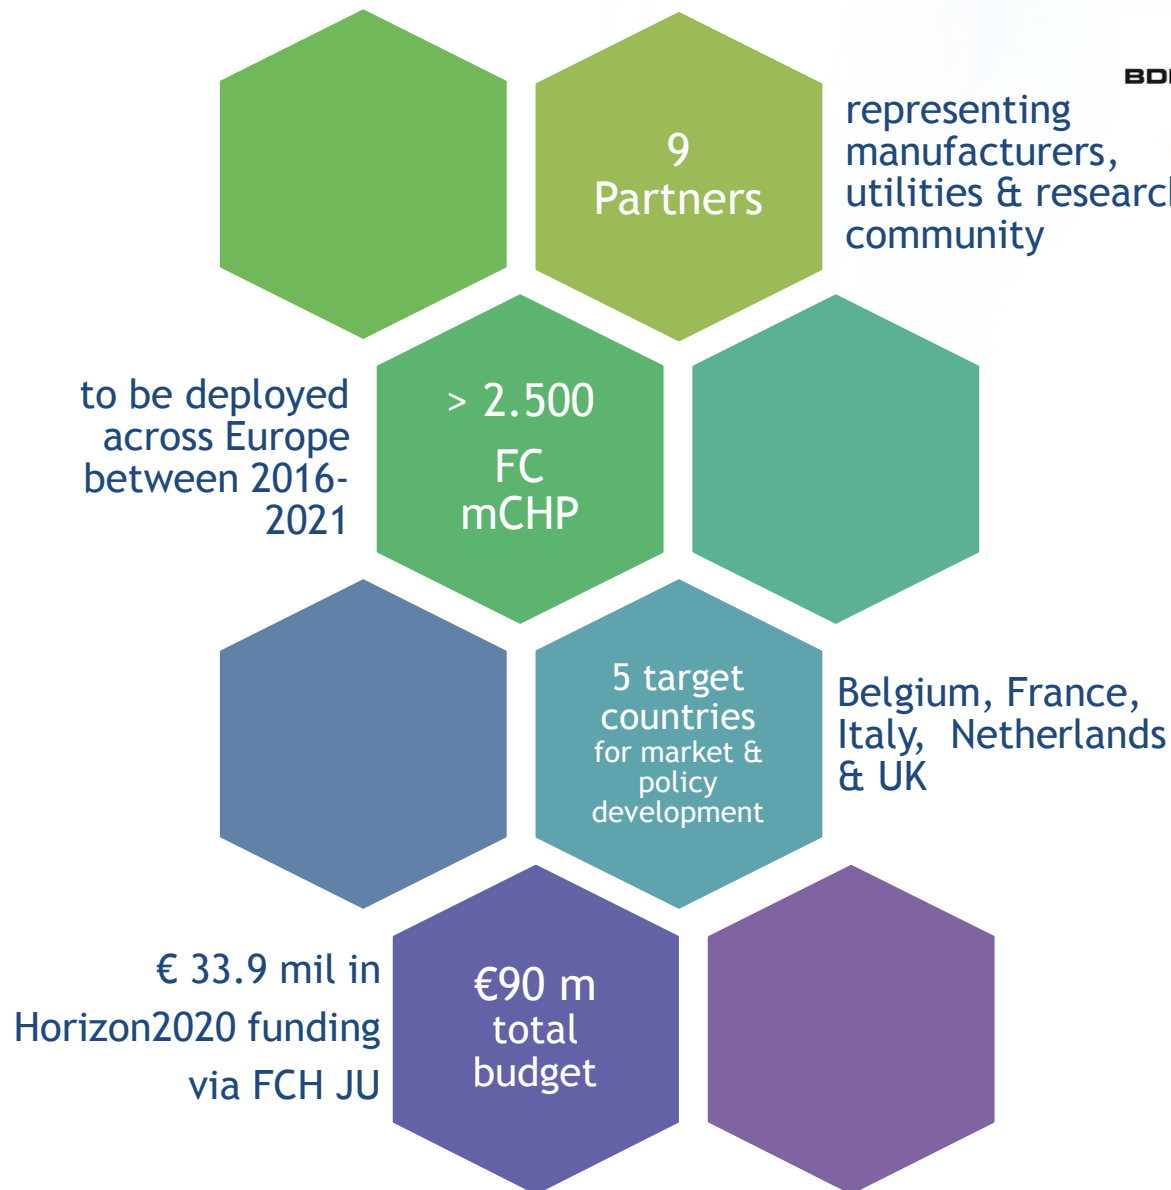 9
Partners
representing
manufacturers,
utilities & research
community
to be deployed
across Europe
between 2016-
2021
> 2.500
FC
mCHP
5 target
countries
for market &
policy
development
Belgium, France,
Italy, Netherlands
& UK
€ 33.9 mil in
Horizon2020 funding
via FCH JU
€90 m
total
budget